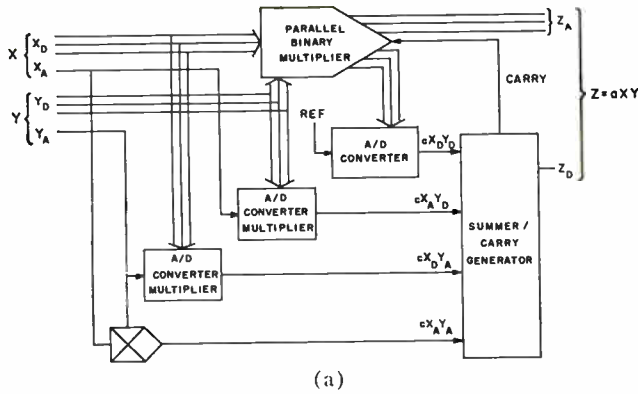 X
X_D
X_A
Y
Y_D
Y_A
PARALLEL
BINARY
MULTIPLIER
Z_A
CARRY
Z = aXY
REF
A/D
CONVERTER
cX_DY_D
Z_D
A/D
CONVERTER
MULTIPLIER
cX_AY_D
SUMMER/
CARRY
GENERATOR
A/D
CONVERTER
MULTIPLIER
cX_DY_A
cX_AY_A
(a)